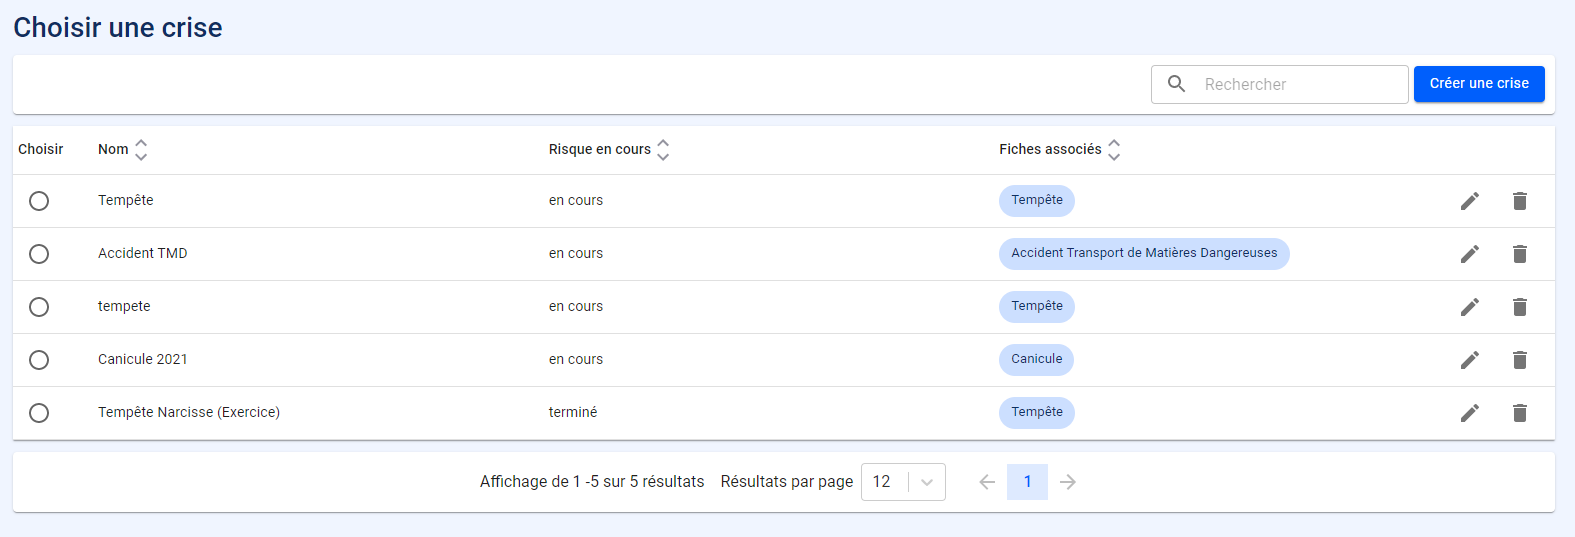 Choisir une crise
Rechercher Créer une crise
Choisir Nom Risque en cours Fiches associés
Tempête en cours Tempête
Accident TMD en cours Accident Transport de Matières Dangereuses
tempete en cours Tempête
Canicule 2021 en cours Canicule
Tempête Narcisse (Exercice) terminé Tempête
Affichage de 1 -5 sur 5 résultats Résultats par page 12 1